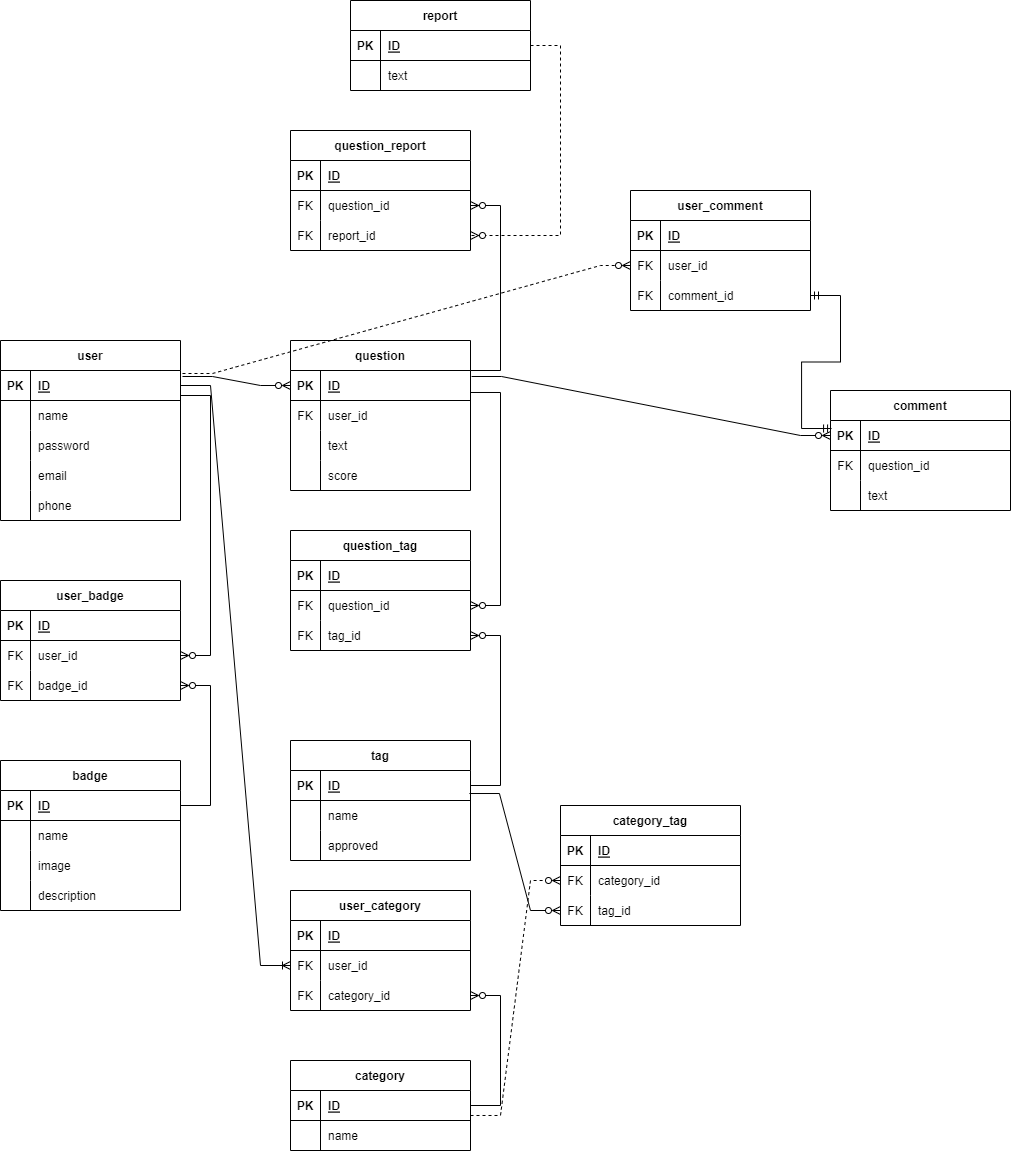 report
PK ID
text
question_report
PK ID
FK question_id
FK report_id
user_comment
PK ID
FK user_id
FK comment_id
user
PK ID
name
password
email
phone
question
PK ID
FK user_id
text
score
comment
PK ID
FK question_id
text
question_tag
PK ID
FK question_id
FK tag_id
user_badge
PK ID
FK user_id
FK badge_id
badge
PK ID
name
image
description
tag
PK ID
name
approved
category_tag
PK ID
FK category_id
FK tag_id
user_category
PK ID
FK user_id
FK category_id
category
PK ID
name